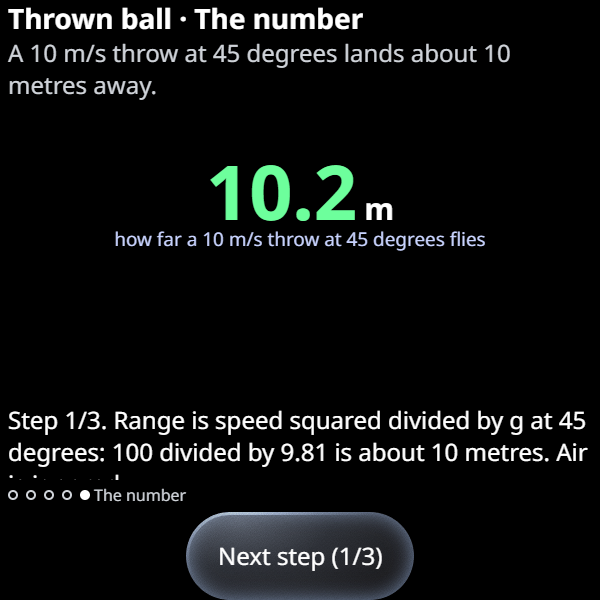 Thrown ball · The number
A 10 m/s throw at 45 degrees lands about 10
metres away.
10.2 m
how far a 10 m/s throw at 45 degrees flies
Step 1/3. Range is speed squared divided by g at 45
degrees: 100 divided by 9.81 is about 10 metres. Air
The number
Next step (1/3)